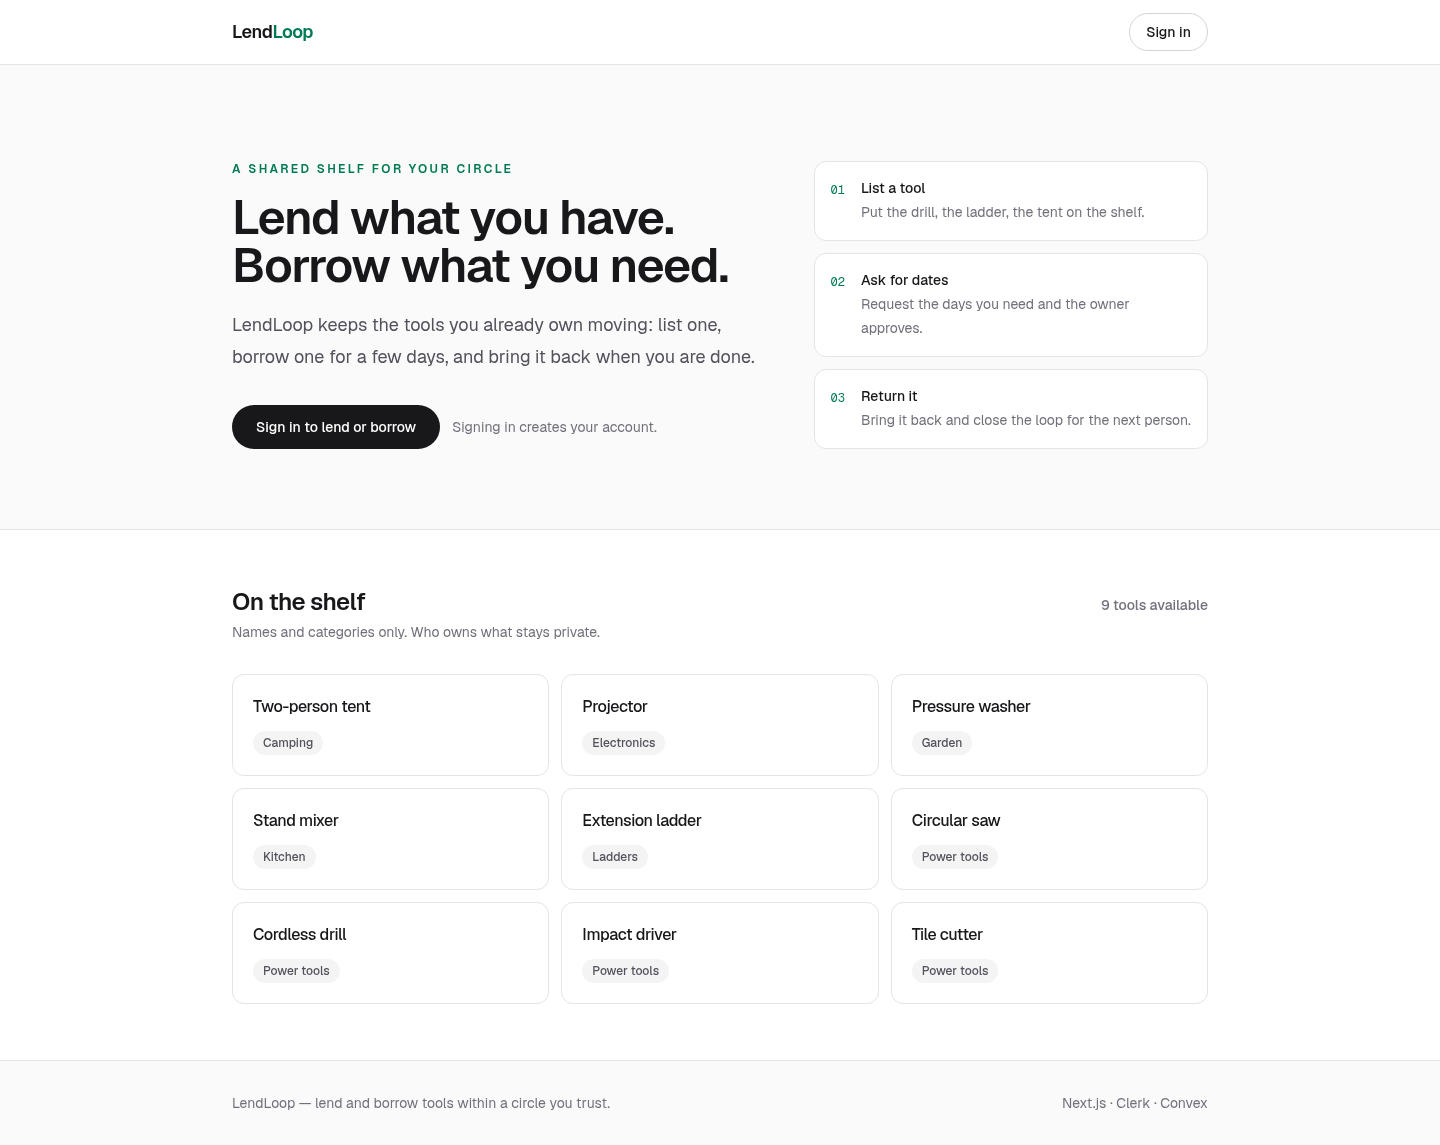 LendLoop
Sign in
A SHARED SHELF FOR YOUR CIRCLE
Lend what you have.
Borrow what you need.
LendLoop keeps the tools you already own moving: list one,
borrow one for a few days, and bring it back when you are done.
Sign in to lend or borrow
Signing in creates your account.
01
List a tool
Put the drill, the ladder, the tent on the shelf.
02
Ask for dates
Request the days you need and the owner
approves.
03
Return it
Bring it back and close the loop for the next person.
On the shelf
9 tools available
Names and categories only. Who owns what stays private.
Two-person tent
Camping
Projector
Electronics
Pressure washer
Garden
Stand mixer
Kitchen
Extension ladder
Ladders
Circular saw
Power tools
Cordless drill
Power tools
Impact driver
Power tools
Tile cutter
Power tools
LendLoop — lend and borrow tools within a circle you trust.
Next.js · Clerk · Convex